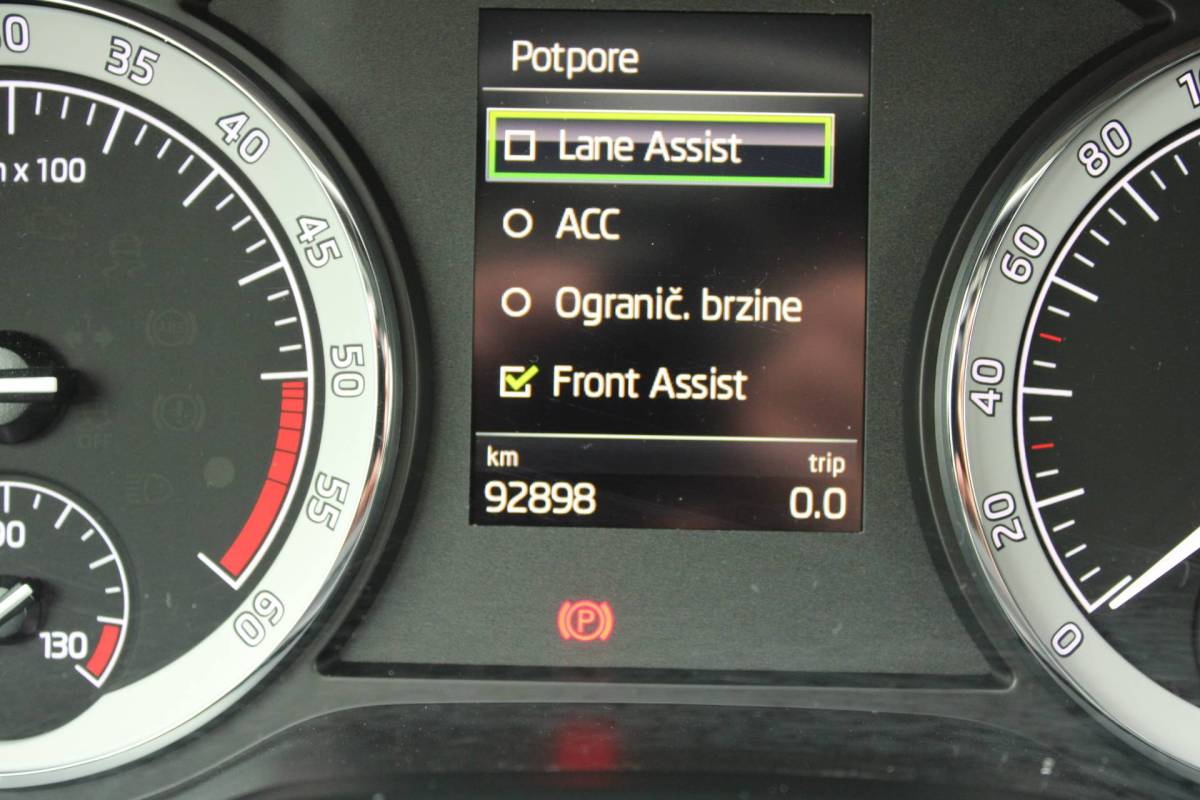 Potpore
Lane Assist
ACC
Ogranič. brzine
Front Assist
km
trip
92898
0.0
35
40
45
50
55
60
x 100
130
P
80
60
40
20
0